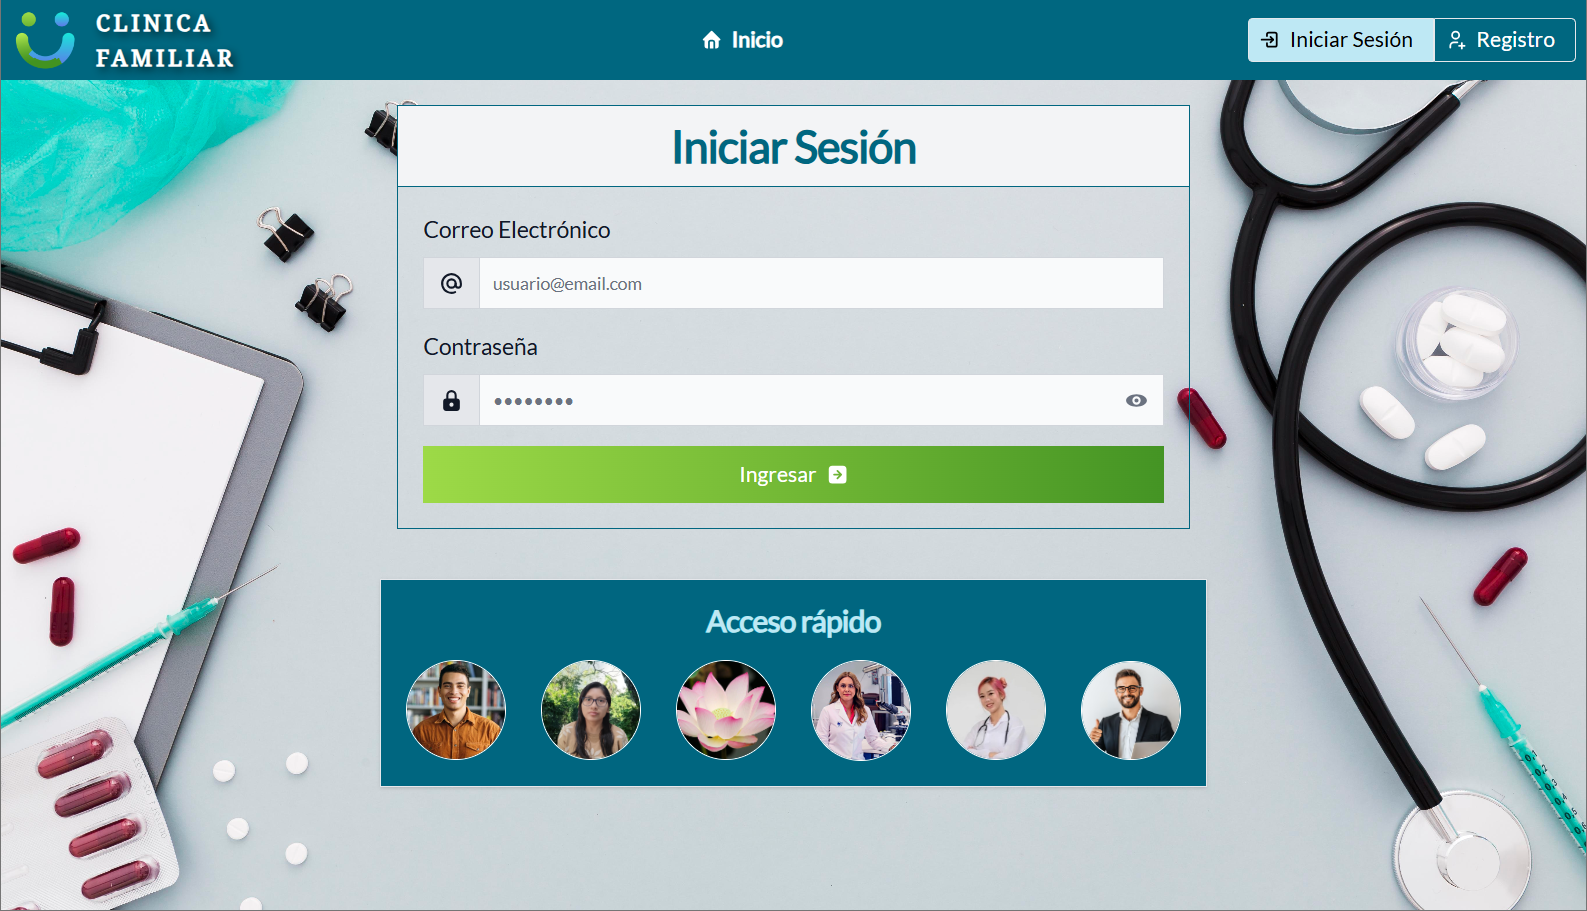 CLINICA
FAMILIAR
Inicio
Iniciar Sesión
Registro
Iniciar Sesión
Correo Electrónico
@ usuario@email.com
Contraseña
••••••••
Ingresar
Acceso rápido